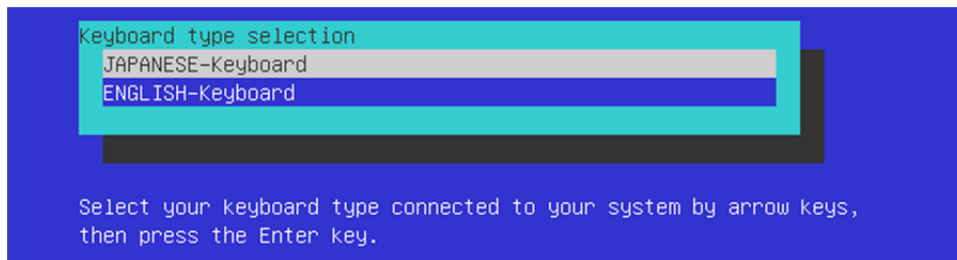 Keyboard type selection
JAPANESE-Keyboard
ENGLISH-Keyboard
Select your keyboard type connected to your system by arrow keys,
then press the Enter key.